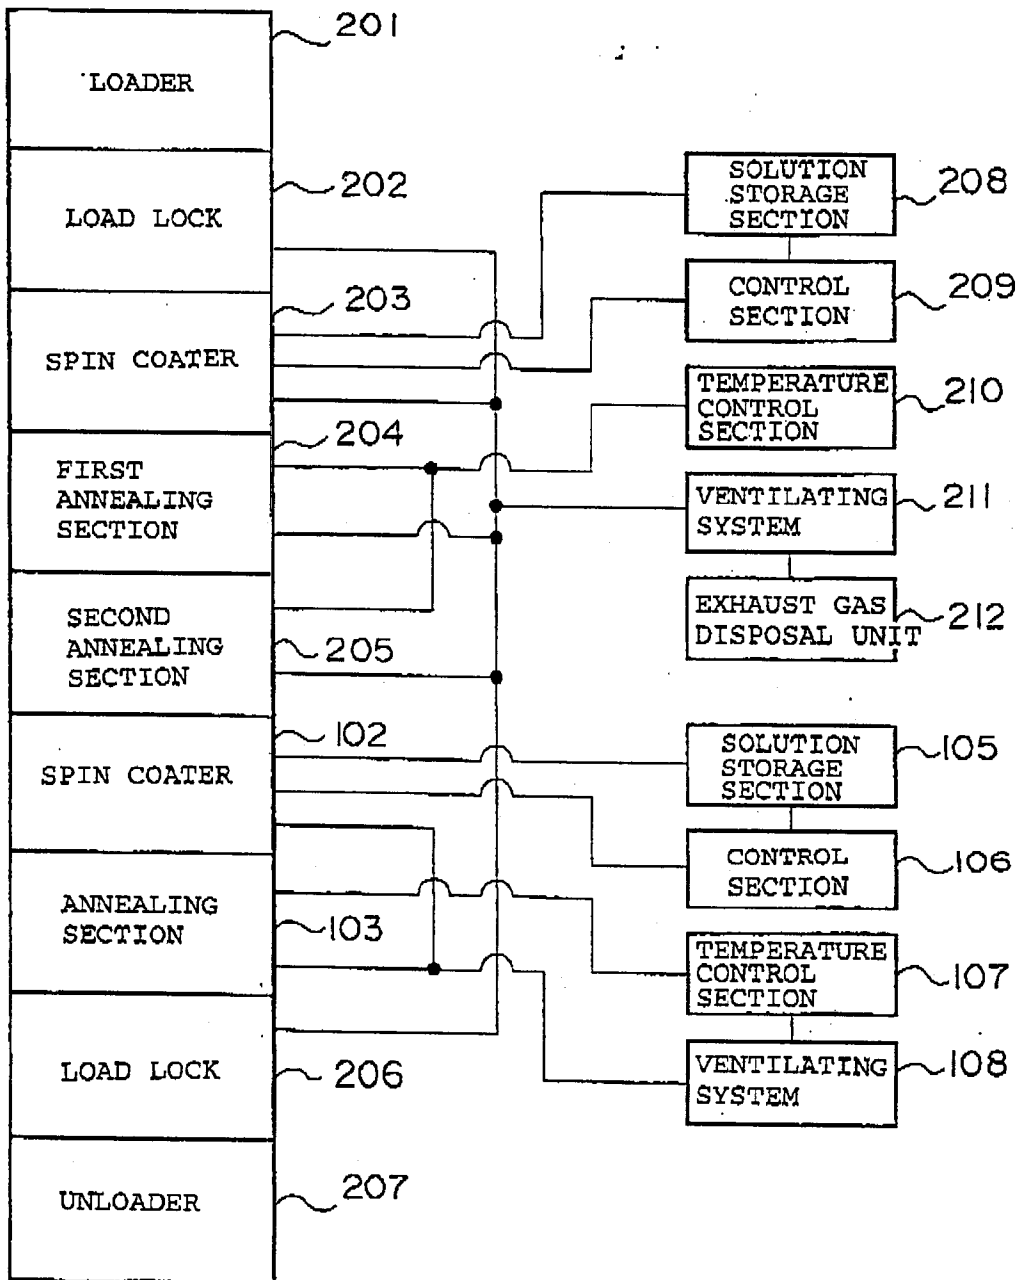 201
LOADER
202
LOAD LOCK
203
SPIN COATER
204
FIRST
ANNEALING
SECTION
SECOND
ANNEALING
SECTION
205
102
SPIN COATER
ANNEALING
SECTION
103
LOAD LOCK
206
UNLOADER
207
SOLUTION
STORAGE
SECTION
208
CONTROL
SECTION
209
TEMPERATURE
CONTROL
SECTION
210
VENTILATING
SYSTEM
211
EXHAUST GAS
DISPOSAL UNIT
212
SOLUTION
STORAGE
SECTION
105
CONTROL
SECTION
106
TEMPERATURE
CONTROL
SECTION
107
VENTILATING
SYSTEM
108